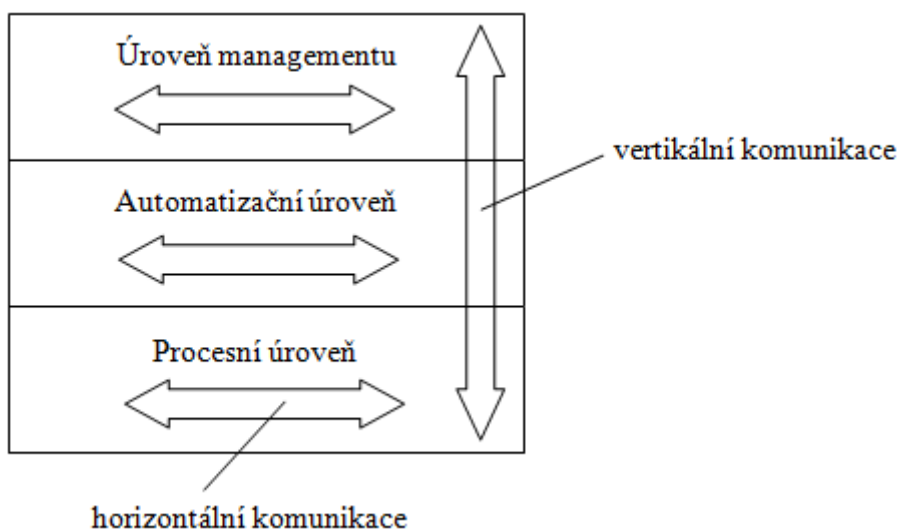 Úroveň managementu
vertikální komunikace
Automatizační úroveň
Procesní úroveň
horizontální komunikace